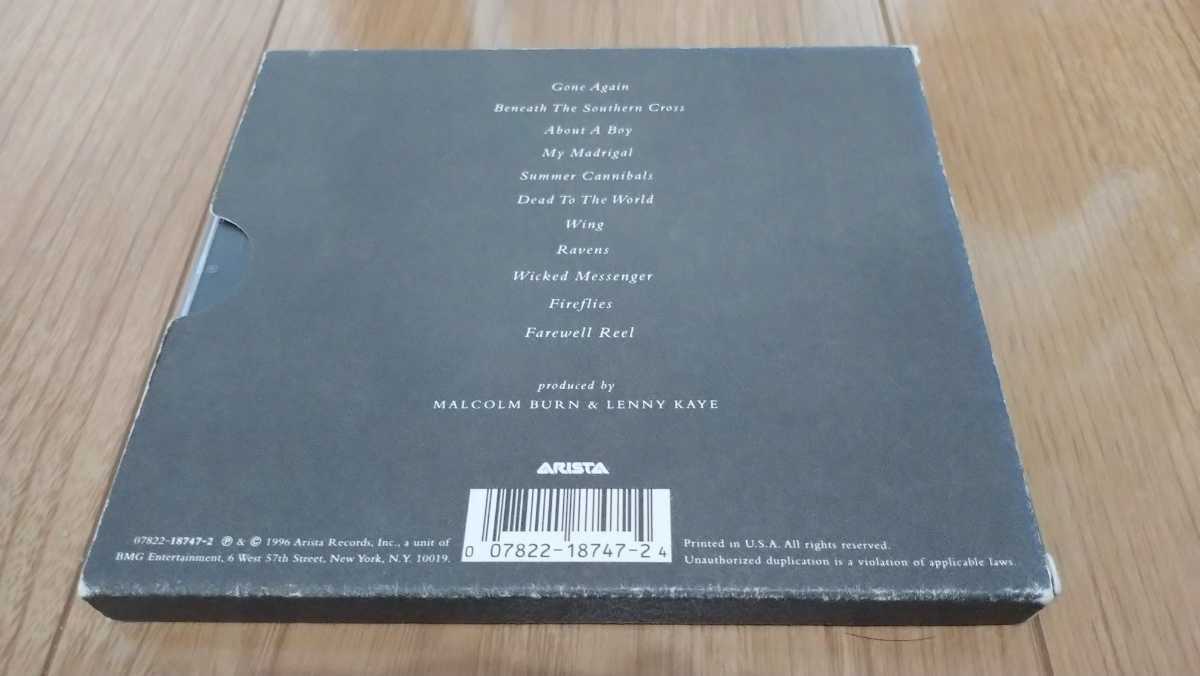 Gone Again
Beneath The Southern Cross
About A Boy
My Madrigal
Summer Cannibals
Dead To The World
Wing
Ravens
Wicked Messenger
Fireflies
Farewell Reel
produced by
MALCOLM BURN & LENNY KAYE
ARISTA
07822-18747-2 ℗ & © 1996 Arista Records, Inc., a unit of
BMG Entertainment, 6 West 57th Street, New York, N.Y. 10019.
0 07822-18747-2 4
Printed in U.S.A. All rights reserved.
Unauthorized duplication is a violation of applicable laws.